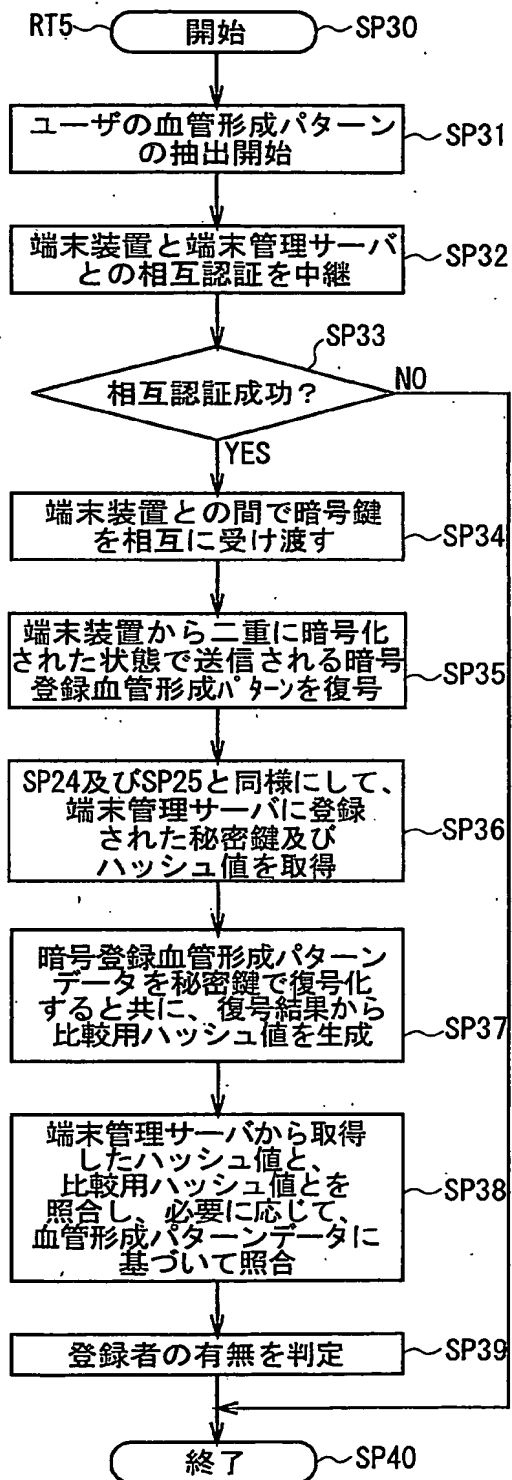 RT5
開始
SP30
ユーザの血管形成パターン
の抽出開始
SP31
端末装置と端末管理サーバ
との相互認証を中継
SP32
SP33
相互認証成功?
NO
YES
端末装置との間で暗号鍵
を相互に受け渡す
SP34
端末装置から二重に暗号化
された状態で送信される暗号
登録血管形成パターンを復号
SP35
SP24及びSP25と同様にして、
端末管理サーバに登録
された秘密鍵及び
ハッシュ値を取得
SP36
暗号登録血管形成パターン
データを秘密鍵で復号化
すると共に、復号結果から
比較用ハッシュ値を生成
SP37
端末管理サーバから取得
したハッシュ値と、
比較用ハッシュ値とを
照合し、必要に応じて、
血管形成パターンデータに
基づいて照合
SP38
登録者の有無を判定
SP39
終了
SP40